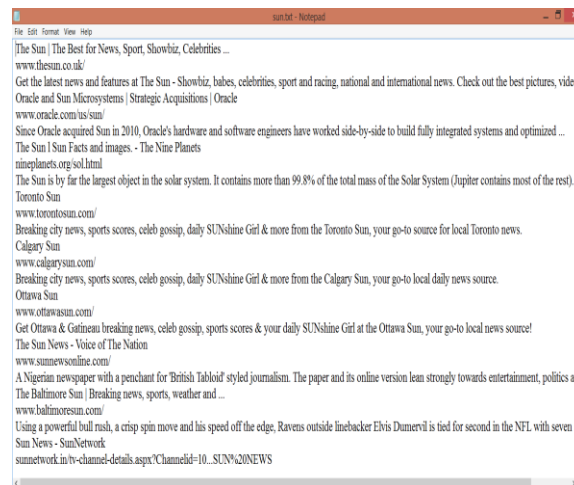 sun.txt - Notepad
File Edit Format View Help
The Sun | The Best for News, Sport, Showbiz, Celebrities ...
www.thesun.co.uk/
Get the latest news and features at The Sun - Showbiz, babes, celebrities, sport and racing, national and international news. Check out the best pictures, vide
Oracle and Sun Microsystems | Strategic Acquisitions | Oracle
www.oracle.com/us/sun/
Since Oracle acquired Sun in 2010, Oracle's hardware and software engineers have worked side-by-side to build fully integrated systems and optimized ...
The Sun l Sun Facts and images. - The Nine Planets
nineplanets.org/sol.html
The Sun is by far the largest object in the solar system. It contains more than 99.8% of the total mass of the Solar System (Jupiter contains most of the rest).
Toronto Sun
www.torontosun.com/
Breaking city news, sports scores, celeb gossip, daily SUNshine Girl & more from the Toronto Sun, your go-to source for local Toronto news.
Calgary Sun
www.calgarysun.com/
Breaking city news, sports scores, celeb gossip, daily SUNshine Girl & more from the Calgary Sun, your go-to local daily news source.
Ottawa Sun
www.ottawasun.com/
Get Ottawa & Gatineau breaking news, celeb gossip, sports scores & your daily SUNshine Girl at the Ottawa Sun, your go-to local news source!
The Sun News - Voice of The Nation
www.sunnewsonline.com/
A Nigerian newspaper with a penchant for 'British Tabloid' styled journalism. The paper and its online version lean strongly towards entertainment, politics a
The Baltimore Sun | Breaking news, sports, weather and ...
www.baltimoresun.com/
Using a powerful bull rush, a crisp spin move and his speed off the edge, Ravens outside linebacker Elvis Dumervil is tied for second in the NFL with seven
Sun News - SunNetwork
sunnetwork.in/tv-channel-details.aspx?Channelid=10...SUN%20NEWS